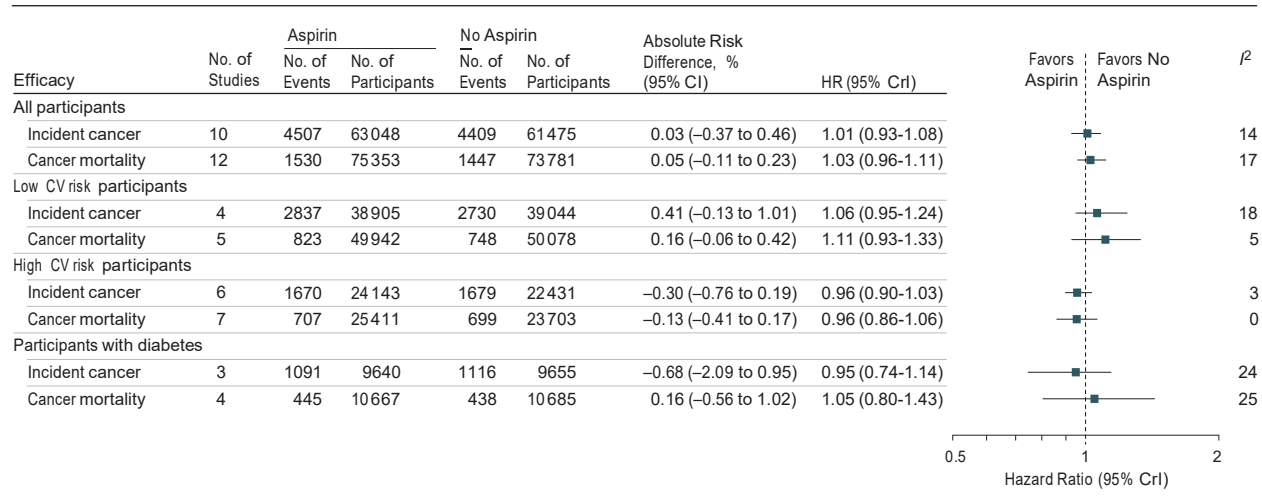 Aspirin No Aspirin
Efficacy No. of Studies No. of Events No. of Participants No. of Events No. of Participants Absolute Risk Difference, % (95% CI) HR (95% CrI) Favors Aspirin Favors No Aspirin I²
All participants
Incident cancer 10 4507 63048 4409 61475 0.03 (–0.37 to 0.46) 1.01 (0.93-1.08) 14
Cancer mortality 12 1530 75353 1447 73781 0.05 (–0.11 to 0.23) 1.03 (0.96-1.11) 17
Low CV risk participants
Incident cancer 4 2837 38905 2730 39044 0.41 (–0.13 to 1.01) 1.06 (0.95-1.24) 18
Cancer mortality 5 823 49942 748 50078 0.16 (–0.06 to 0.42) 1.11 (0.93-1.33) 5
High CV risk participants
Incident cancer 6 1670 24143 1679 22431 –0.30 (–0.76 to 0.19) 0.96 (0.90-1.03) 3
Cancer mortality 7 707 25411 699 23703 –0.13 (–0.41 to 0.17) 0.96 (0.86-1.06) 0
Participants with diabetes
Incident cancer 3 1091 9640 1116 9655 –0.68 (–2.09 to 0.95) 0.95 (0.74-1.14) 24
Cancer mortality 4 445 10667 438 10685 0.16 (–0.56 to 1.02) 1.05 (0.80-1.43) 25
0.5 1 2
Hazard Ratio (95% CrI)